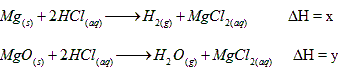 Mg(s)+2HCl(aq)⟶H2(g)+MgCl2(aq) ΔH = x
MgO(s)+2HCl(aq)⟶H2O(g)+MgCl2(aq) ΔH = y